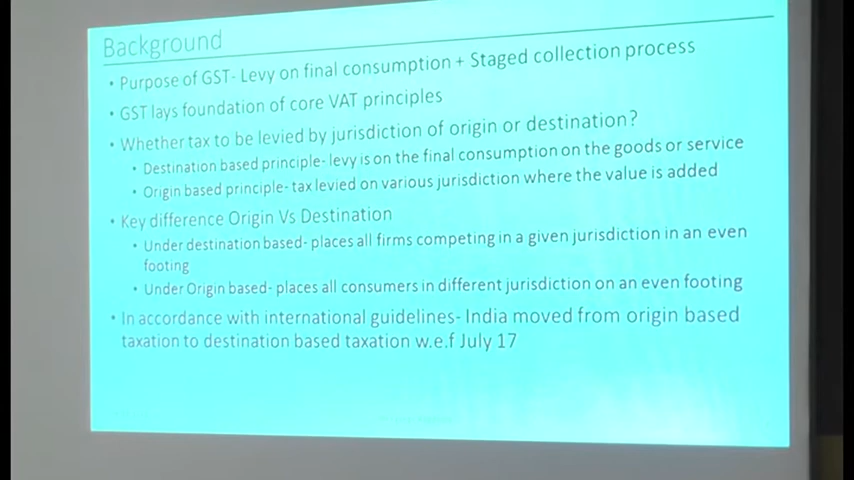 Background
• Purpose of GST- Levy on final consumption + Staged collection process
• GST lays foundation of core VAT principles
• Whether tax to be levied by jurisdiction of origin or destination?
• Destination based principle- levy is on the final consumption on the goods or service
• Origin based principle- tax levied on various jurisdiction where the value is added
• Key difference Origin Vs Destination
• Under destination based- places all firms competing in a given jurisdiction in an even
footing
• Under Origin based- places all consumers in different jurisdiction on an even footing
• In accordance with international guidelines- India moved from origin based
taxation to destination based taxation w.e.f July 17